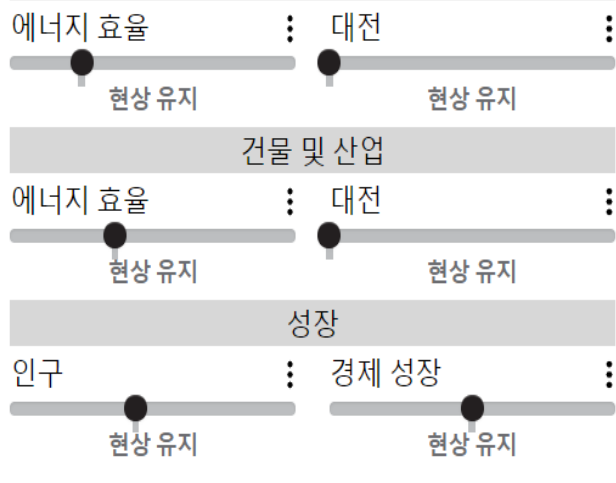 에너지 효율 대전
현상 유지 현상 유지
건물 및 산업
에너지 효율 대전
현상 유지 현상 유지
성장
인구 경제 성장
현상 유지 현상 유지